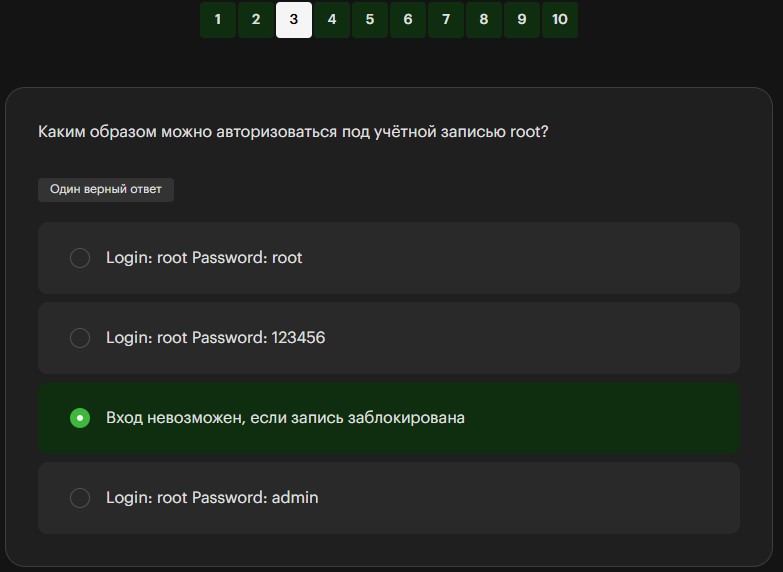 1 2 3 4 5 6 7 8 9 10
Каким образом можно авторизоваться под учётной записью root?
Один верный ответ
Login: root Password: root
Login: root Password: 123456
Вход невозможен, если запись заблокирована
Login: root Password: admin